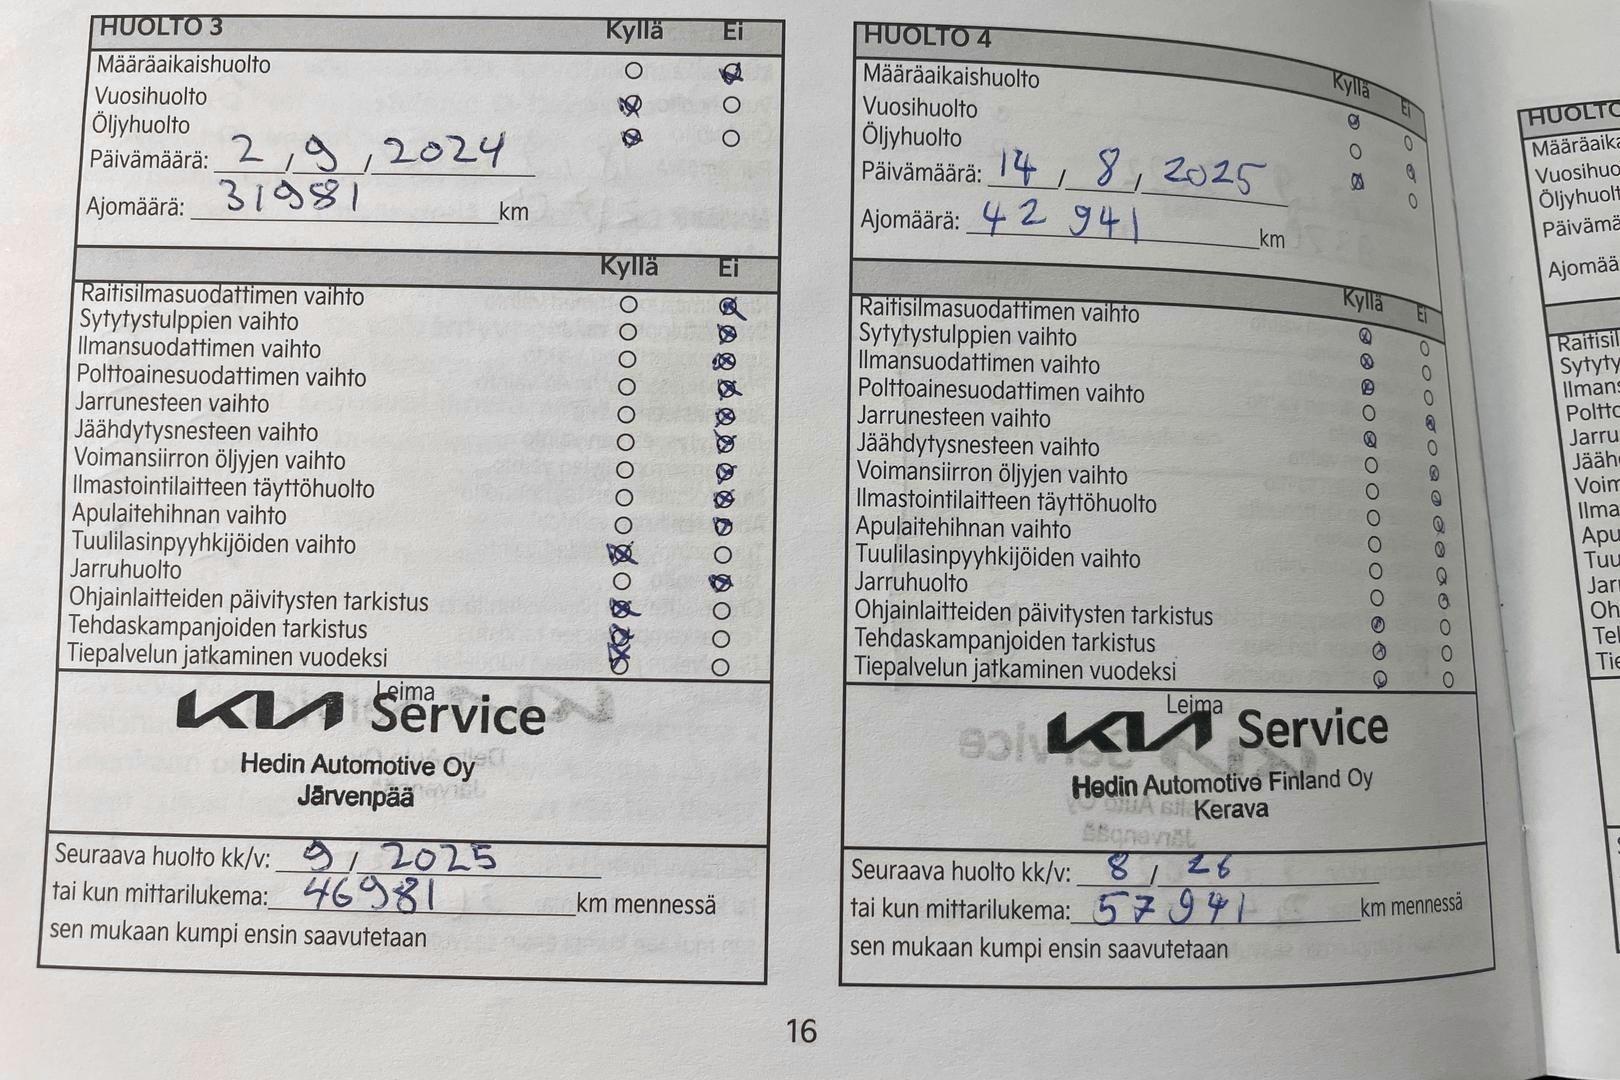 HUOLTO 3 Kyllä Ei
Määräaikaishuolto
Vuosihuolto
Öljyhuolto
Päivämäärä: 2 , 9 , 2024
Ajomäärä: 31981 km
Kyllä Ei
Raitisilmasuodattimen vaihto
Sytytystulppien vaihto
Ilmansuodattimen vaihto
Polttoainesuodattimen vaihto
Jarrunesteen vaihto
Jäähdytysnesteen vaihto
Voimansiirron öljyjen vaihto
Ilmastointilaitteen täyttöhuolto
Apulaitehihnan vaihto
Tuulilasinpyyhkijöiden vaihto
Jarruhuolto
Ohjainlaitteiden päivitysten tarkistus
Tehdaskampanjoiden tarkistus
Tiepalvelun jatkaminen vuodeksi
Leima
KIA Service
Hedin Automotive Oy
Järvenpää
Seuraava huolto kk/v: 9 / 2025
tai kun mittarilukema: 46981 km mennessä
sen mukaan kumpi ensin saavutetaan
HUOLTO 4 Kyllä Ei
Määräaikaishuolto
Vuosihuolto
Öljyhuolto
Päivämäärä: 14 , 8 , 2025
Ajomäärä: 42 941 km
Kyllä Ei
Raitisilmasuodattimen vaihto
Sytytystulppien vaihto
Ilmansuodattimen vaihto
Polttoainesuodattimen vaihto
Jarrunesteen vaihto
Jäähdytysnesteen vaihto
Voimansiirron öljyjen vaihto
Ilmastointilaitteen täyttöhuolto
Apulaitehihnan vaihto
Tuulilasinpyyhkijöiden vaihto
Jarruhuolto
Ohjainlaitteiden päivitysten tarkistus
Tehdaskampanjoiden tarkistus
Tiepalvelun jatkaminen vuodeksi
Leima
KIA Service
Hedin Automotive Finland Oy
Kerava
Seuraava huolto kk/v: 8 / 26
tai kun mittarilukema: 57 941 km mennessä
sen mukaan kumpi ensin saavutetaan
16